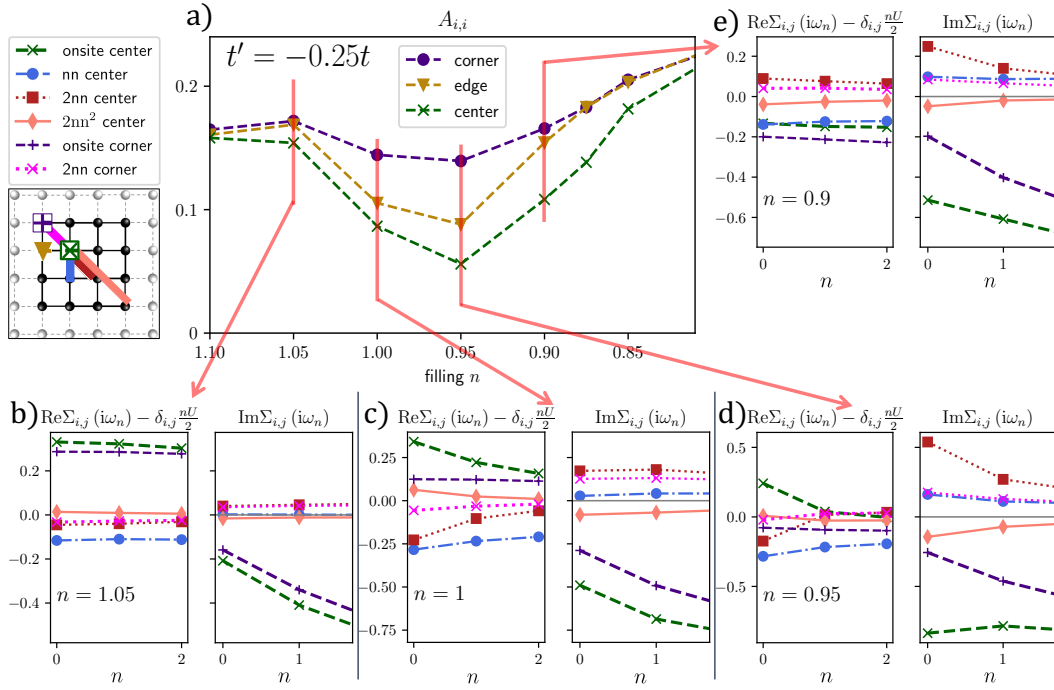 a)
A_{i,i}
t′ = −0.25t
corner
edge
center
0.2
0.1
0
1.10
1.05
1.00
0.95
0.90
0.85
filling n
onsite center
nn center
2nn center
2nn² center
onsite corner
2nn corner
e)
ReΣ_{i,j} (iω_n) − δ_{i,j} nU/2
ImΣ_{i,j} (iω_n)
0.2
0.0
−0.2
−0.4
−0.6
n = 0.9
0
2
n
0
1
n
b)
ReΣ_{i,j} (iω_n) − δ_{i,j} nU/2
ImΣ_{i,j} (iω_n)
0.2
0.0
−0.2
−0.4
n = 1.05
0
2
n
0
1
n
c)
ReΣ_{i,j} (iω_n) − δ_{i,j} nU/2
ImΣ_{i,j} (iω_n)
0.25
0.00
−0.25
−0.50
−0.75
n = 1
0
2
n
0
1
n
d)
ReΣ_{i,j} (iω_n) − δ_{i,j} nU/2
ImΣ_{i,j} (iω_n)
0.5
0.0
−0.5
n = 0.95
0
2
n
0
1
n